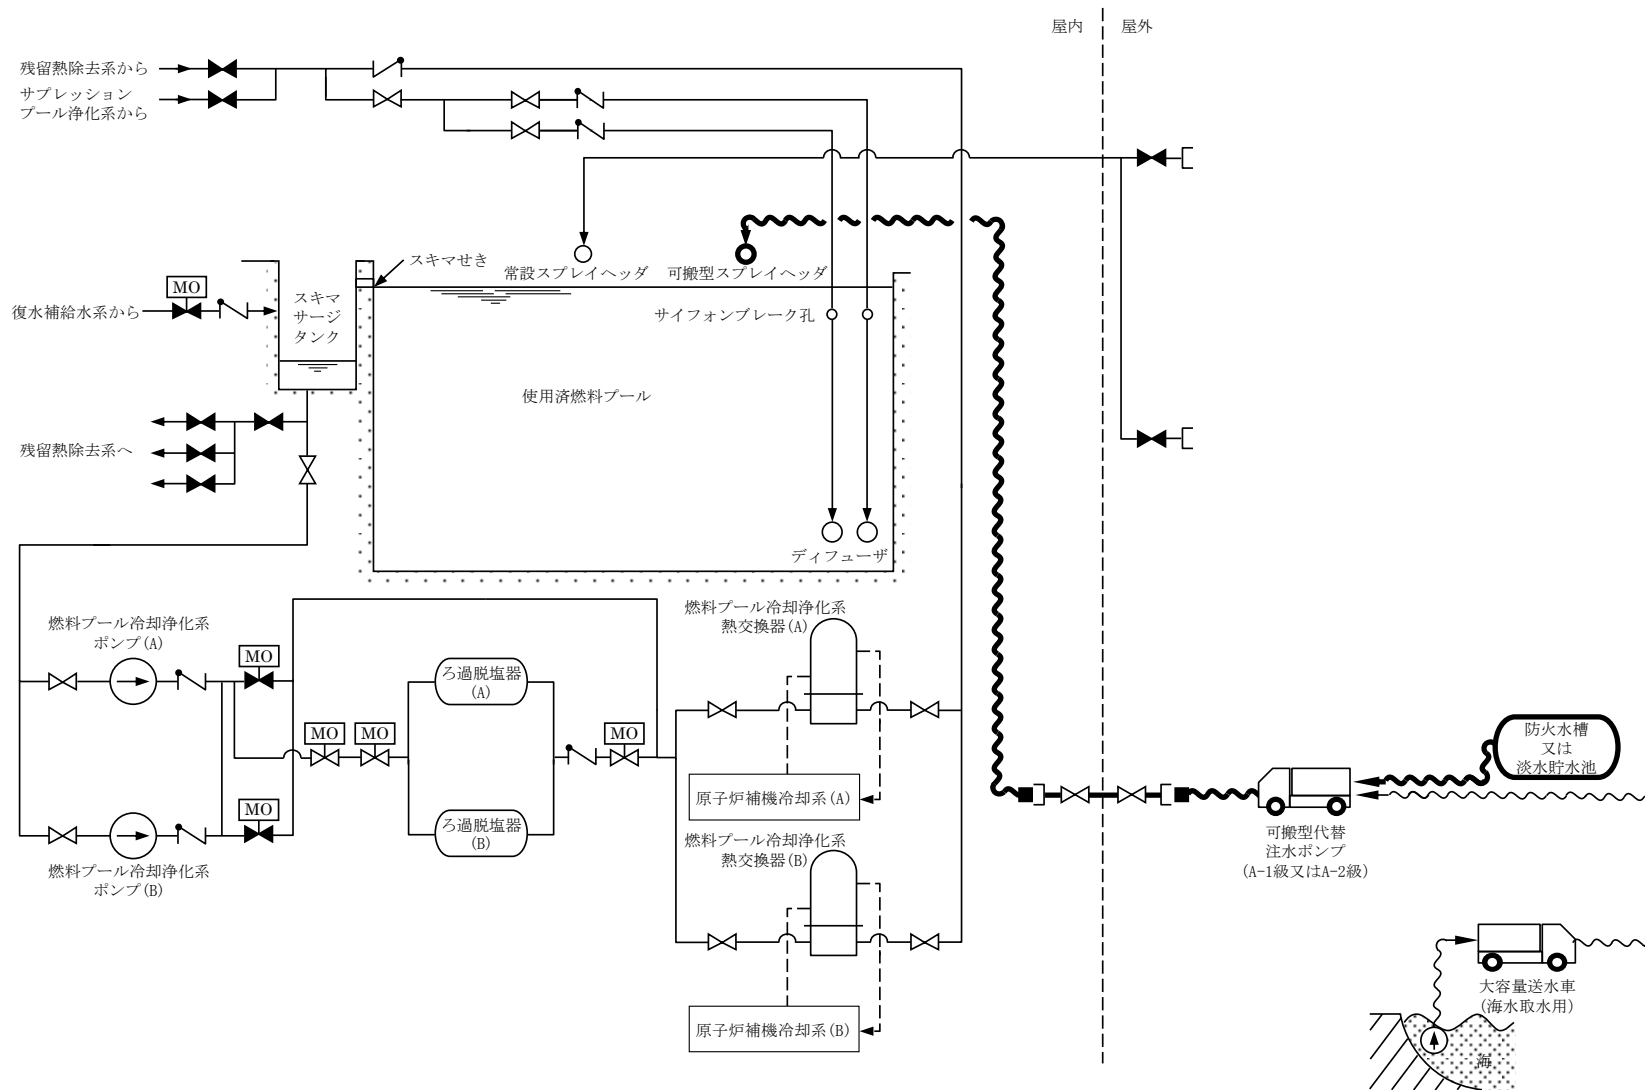 屋内
屋外
残留熱除去系から
サプレッション
プール浄化系から
スキマせき
常設スプレイヘッダ
可搬型スプレイヘッダ
MO
復水補給水系から
スキマ
サージ
タンク
サイフォンブレーク孔
使用済燃料プール
残留熱除去系へ
ディフューザ
燃料プール冷却浄化系
ポンプ(A)
MO
燃料プール冷却浄化系
熱交換器(A)
ろ過脱塩器
(A)
MO
MO
MO
防火水槽
又は
淡水貯水池
原子炉補機冷却系(A)
MO
ろ過脱塩器
(B)
可搬型代替
注水ポンプ
(A-1級又はA-2級)
燃料プール冷却浄化系
熱交換器(B)
燃料プール冷却浄化系
ポンプ(B)
大容量送水車
(海水取水用)
原子炉補機冷却系(B)
海